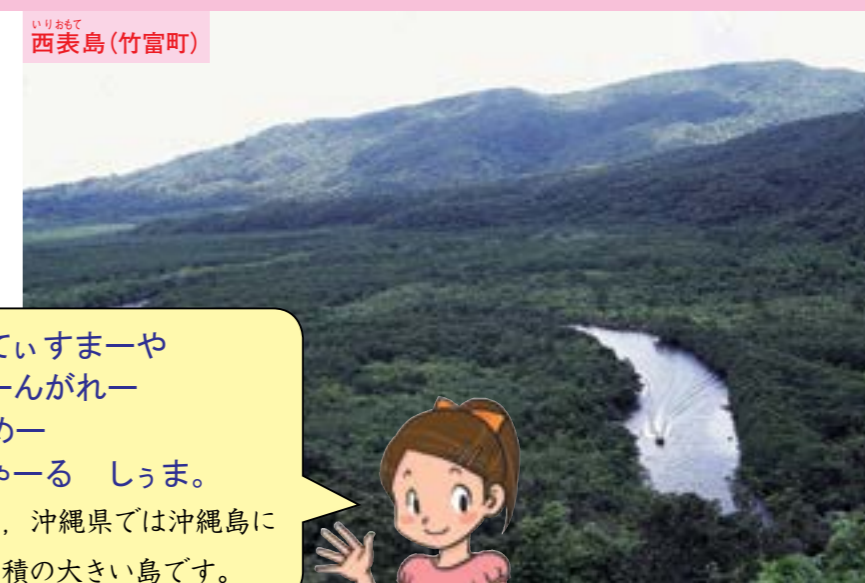 いりおもて
西表島(竹富町)
てぃすまーや
ーんがれー
めー
ゃーる しぅま。
，沖縄県では沖縄島に
積の大きい島です。